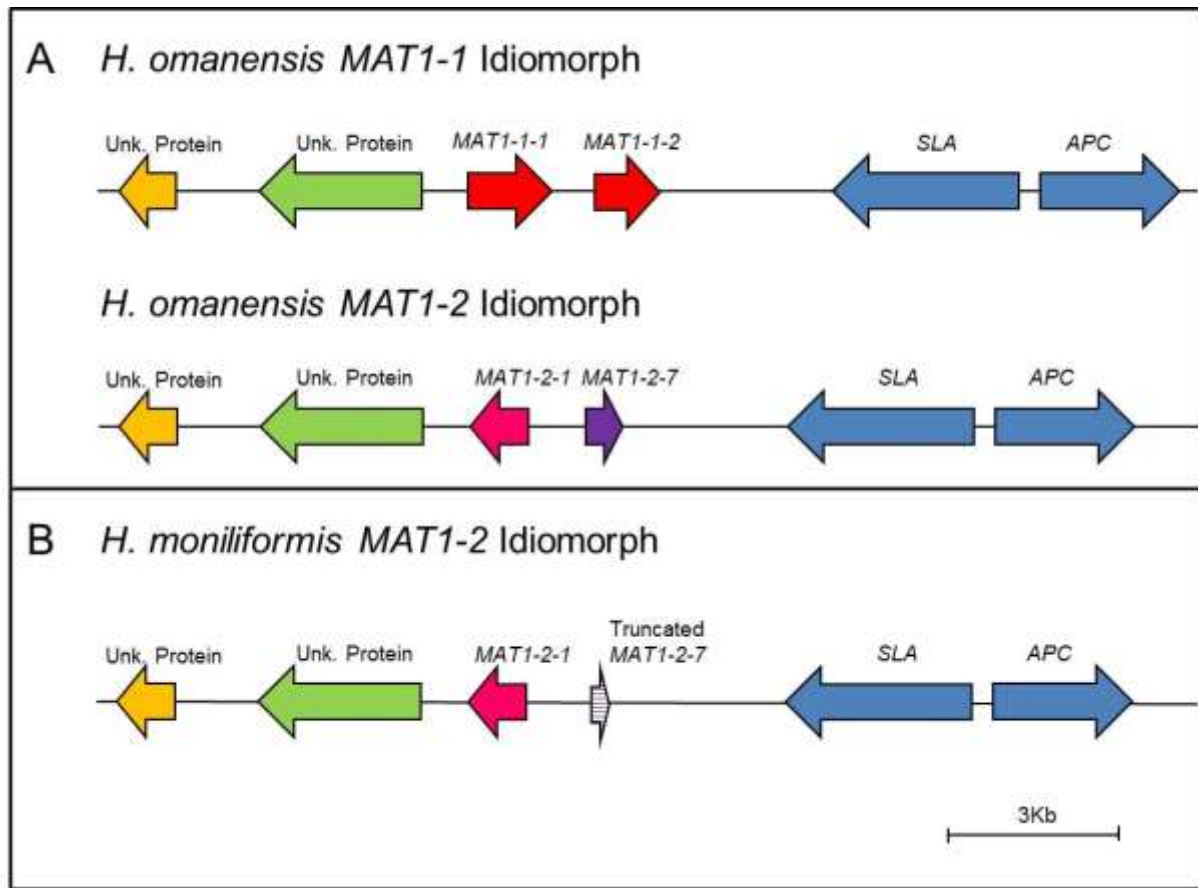 A H. omanensis MAT1-1 Idiomorph
Unk. Protein Unk. Protein MAT1-1-1 MAT1-1-2 SLA APC
H. omanensis MAT1-2 Idiomorph
Unk. Protein Unk. Protein MAT1-2-1 MAT1-2-7 SLA APC
B H. moniliformis MAT1-2 Idiomorph
Truncated
Unk. Protein Unk. Protein MAT1-2-1 MAT1-2-7 SLA APC
3Kb